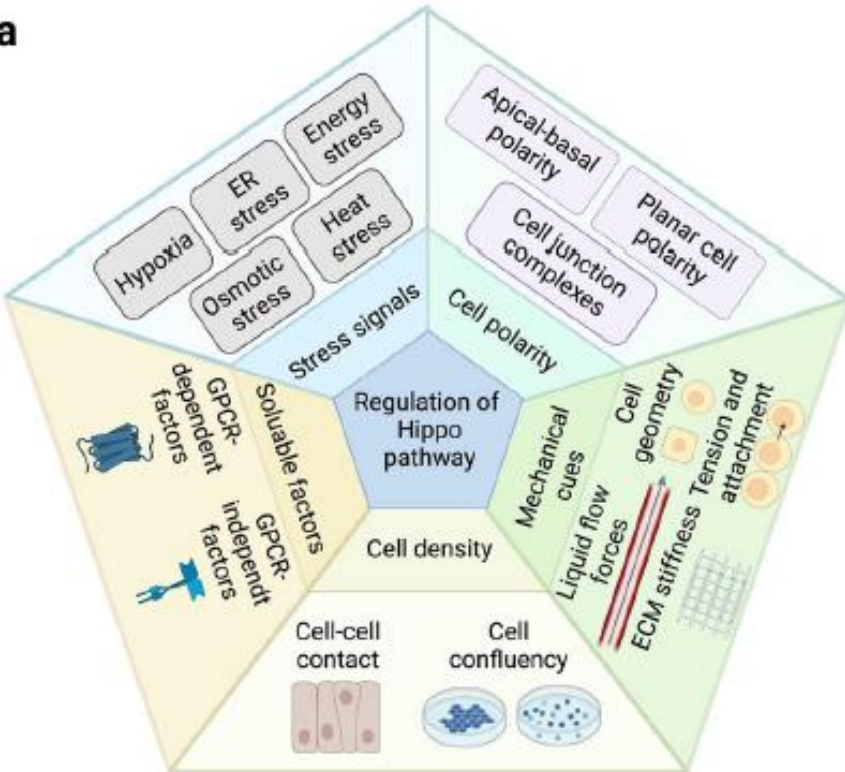 a
Energy
stress
ER
stress
Hypoxia
Heat
stress
Osmotic
stress
Stress signals
Apical-basal
polarity
Planar cell
polarity
Cell junction
complexes
Cell polarity
Regulation of
Hippo
pathway
GPCR-
dependent
factors
Soluable factors
GPCR-
independt
factors
Mechanical
cues
Cell
geometry
Tension and
attachment
Liquid flow
forces
ECM stiffness
Cell density
Cell-cell
contact
Cell
confluency